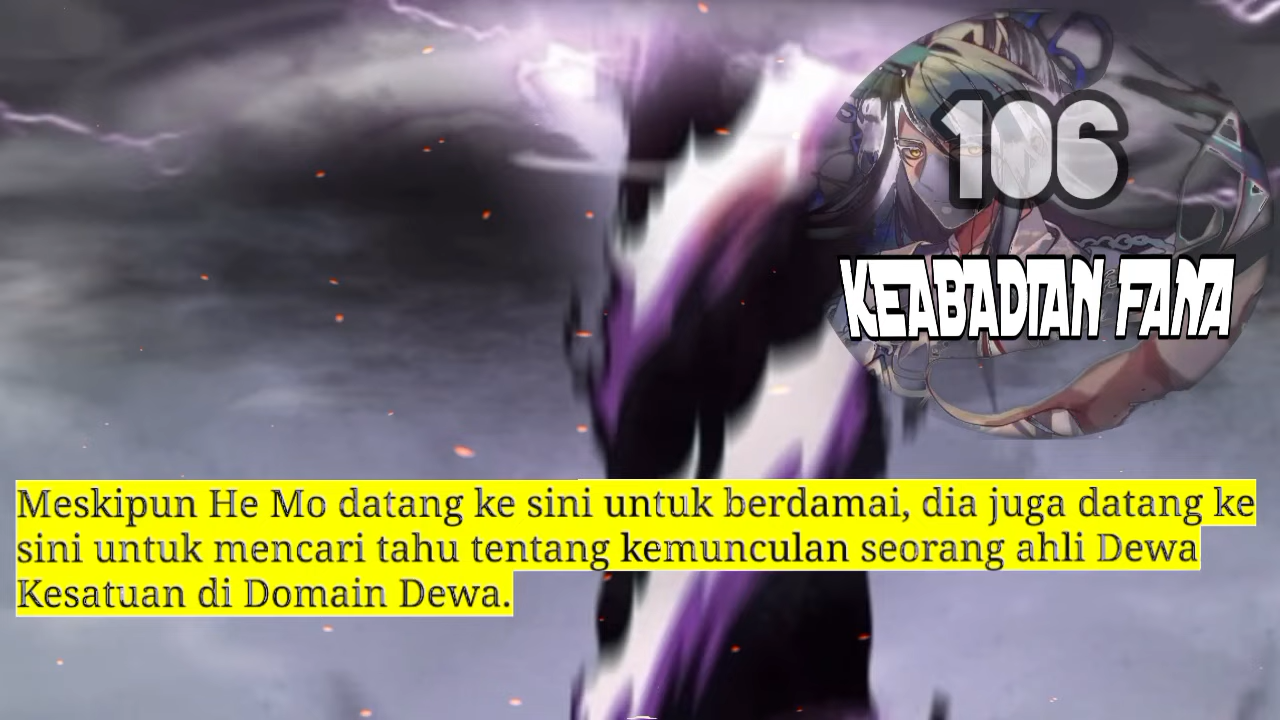 106
KEABADIAN FANA
Meskipun He Mo datang ke sini untuk berdamai, dia juga datang ke
sini untuk mencari tahu tentang kemunculan seorang ahli Dewa
Kesatuan di Domain Dewa.